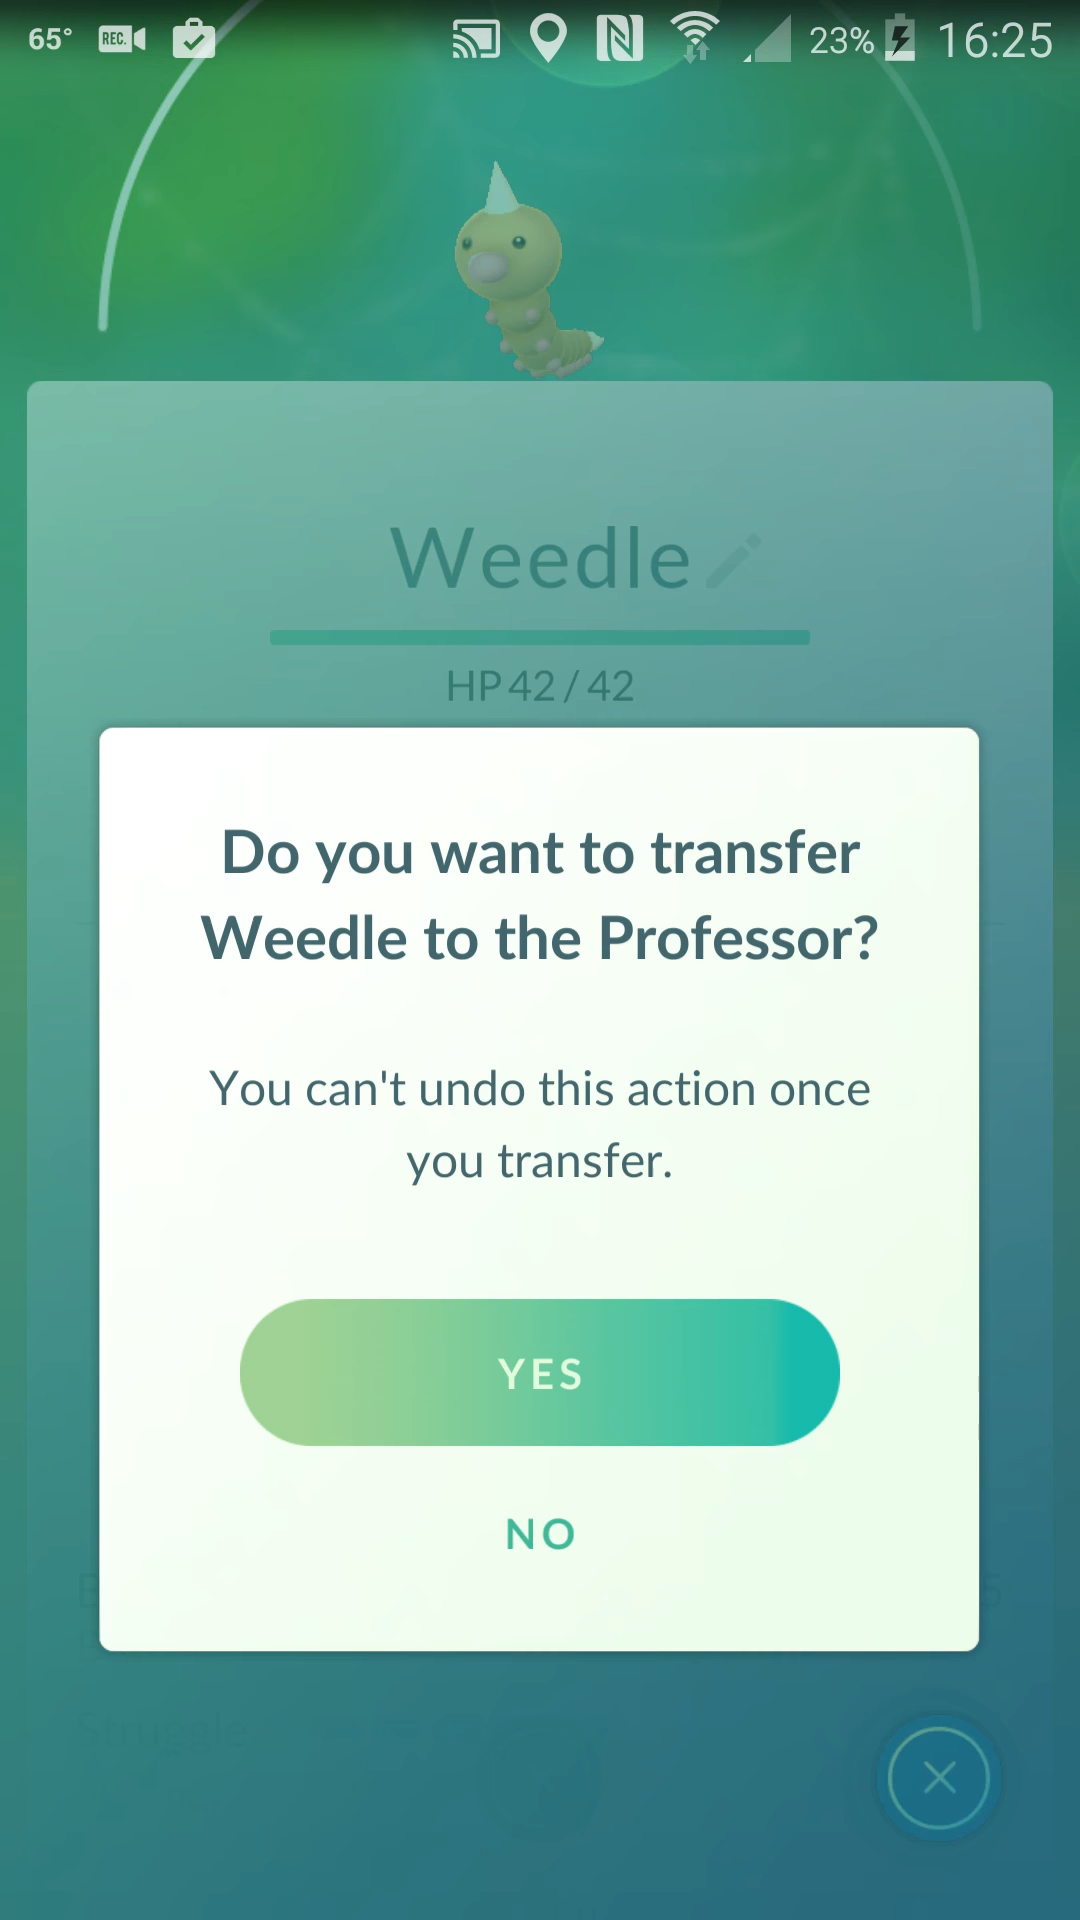 65° REC. 23% 16:25
Weedle
HP 42 / 42
Do you want to transfer
Weedle to the Professor?
You can't undo this action once
you transfer.
YES
NO
Struggle